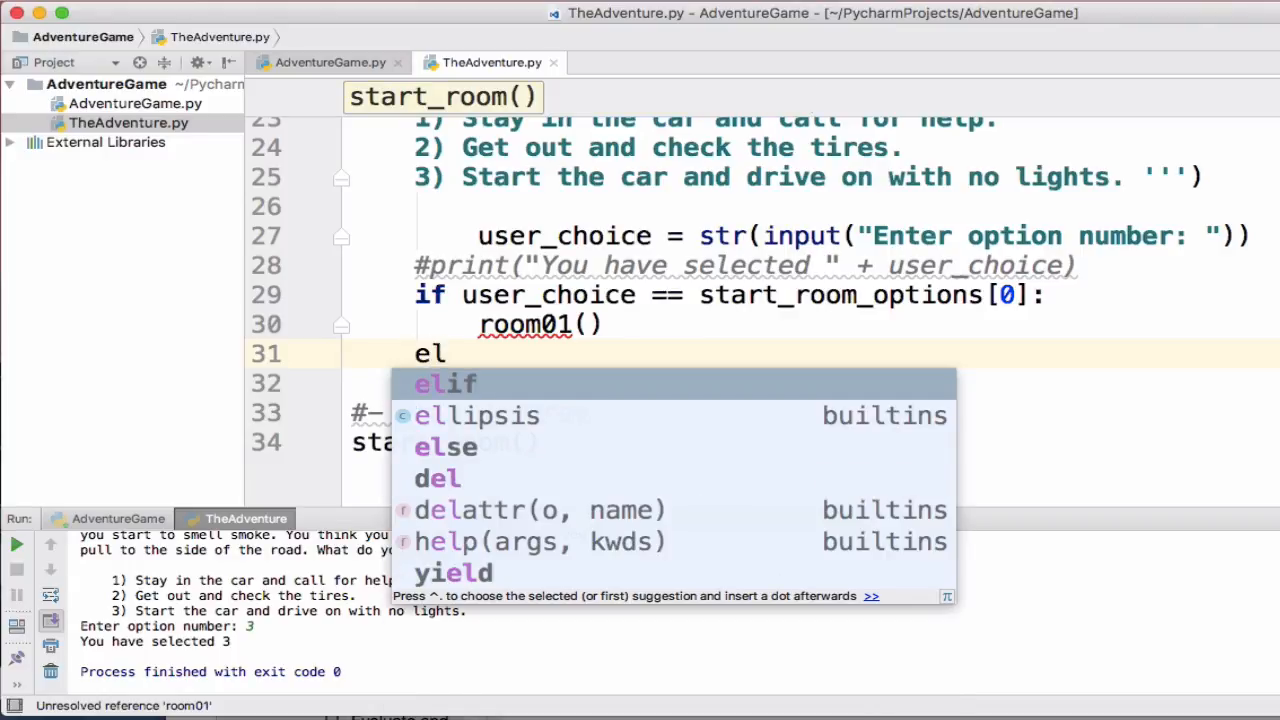 TheAdventure.py - AdventureGame - [~/PycharmProjects/AdventureGame]
AdventureGame TheAdventure.py
Project AdventureGame.py TheAdventure.py
AdventureGame ~/Pycharm
AdventureGame.py
TheAdventure.py
External Libraries
start_room()
23 1) Stay in the car and call for help.
24 2) Get out and check the tires.
25 3) Start the car and drive on with no lights. ''')
26
27 user_choice = str(input("Enter option number: "))
28 #print("You have selected " + user_choice)
29 if user_choice == start_room_options[0]:
30 room01()
31 el
32
33 #-
34 start_room()
elif
ellipsis builtins
else
del
delattr(o, name) builtins
help(args, kwds) builtins
yield
Press ^. to choose the selected (or first) suggestion and insert a dot afterwards >> π
Run: AdventureGame TheAdventure
you start to smell smoke. You think you
pull to the side of the road. What do yo
1) Stay in the car and call for help
2) Get out and check the tires.
3) Start the car and drive on with no lights.
Enter option number: 3
You have selected 3
Process finished with exit code 0
Unresolved reference 'room01'